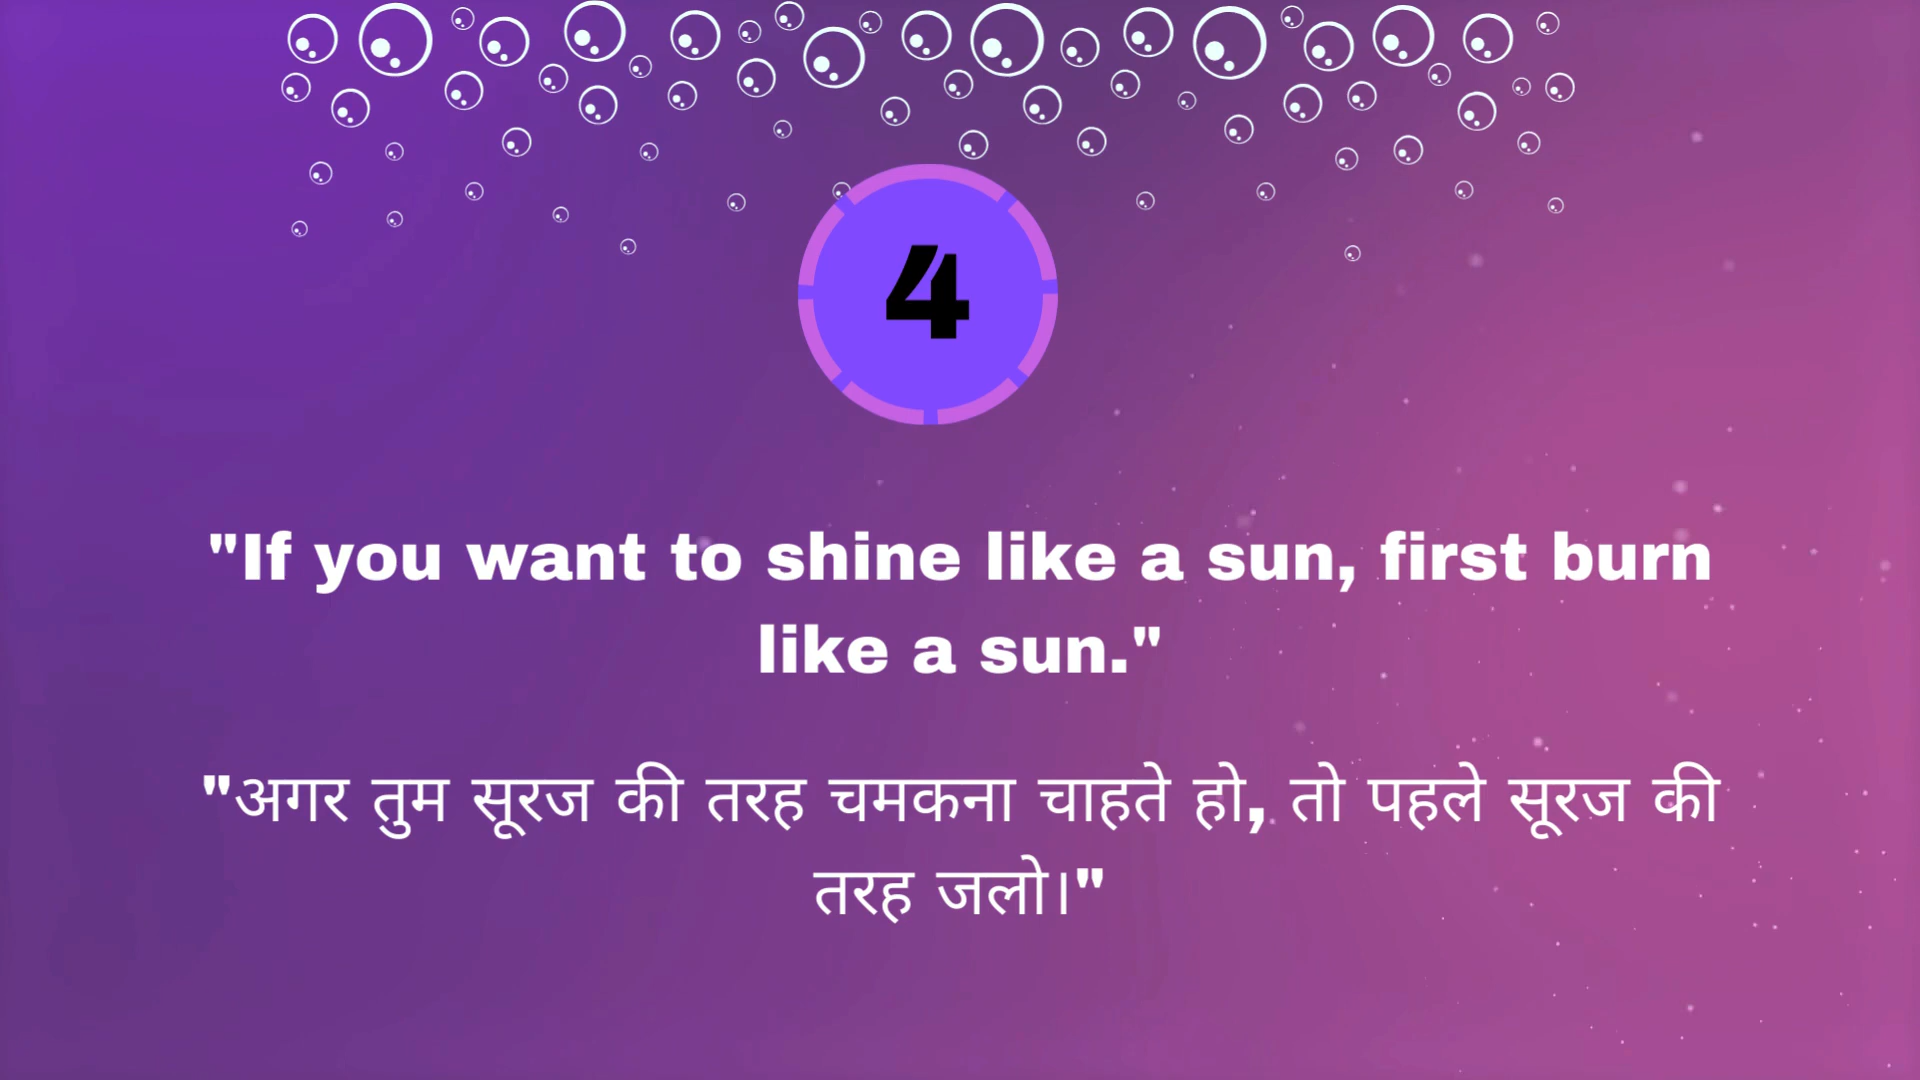 4
"If you want to shine like a sun, first burn
like a sun."
"अगर तुम सूरज की तरह चमकना चाहते हो, तो पहले सूरज की
तरह जलो।"